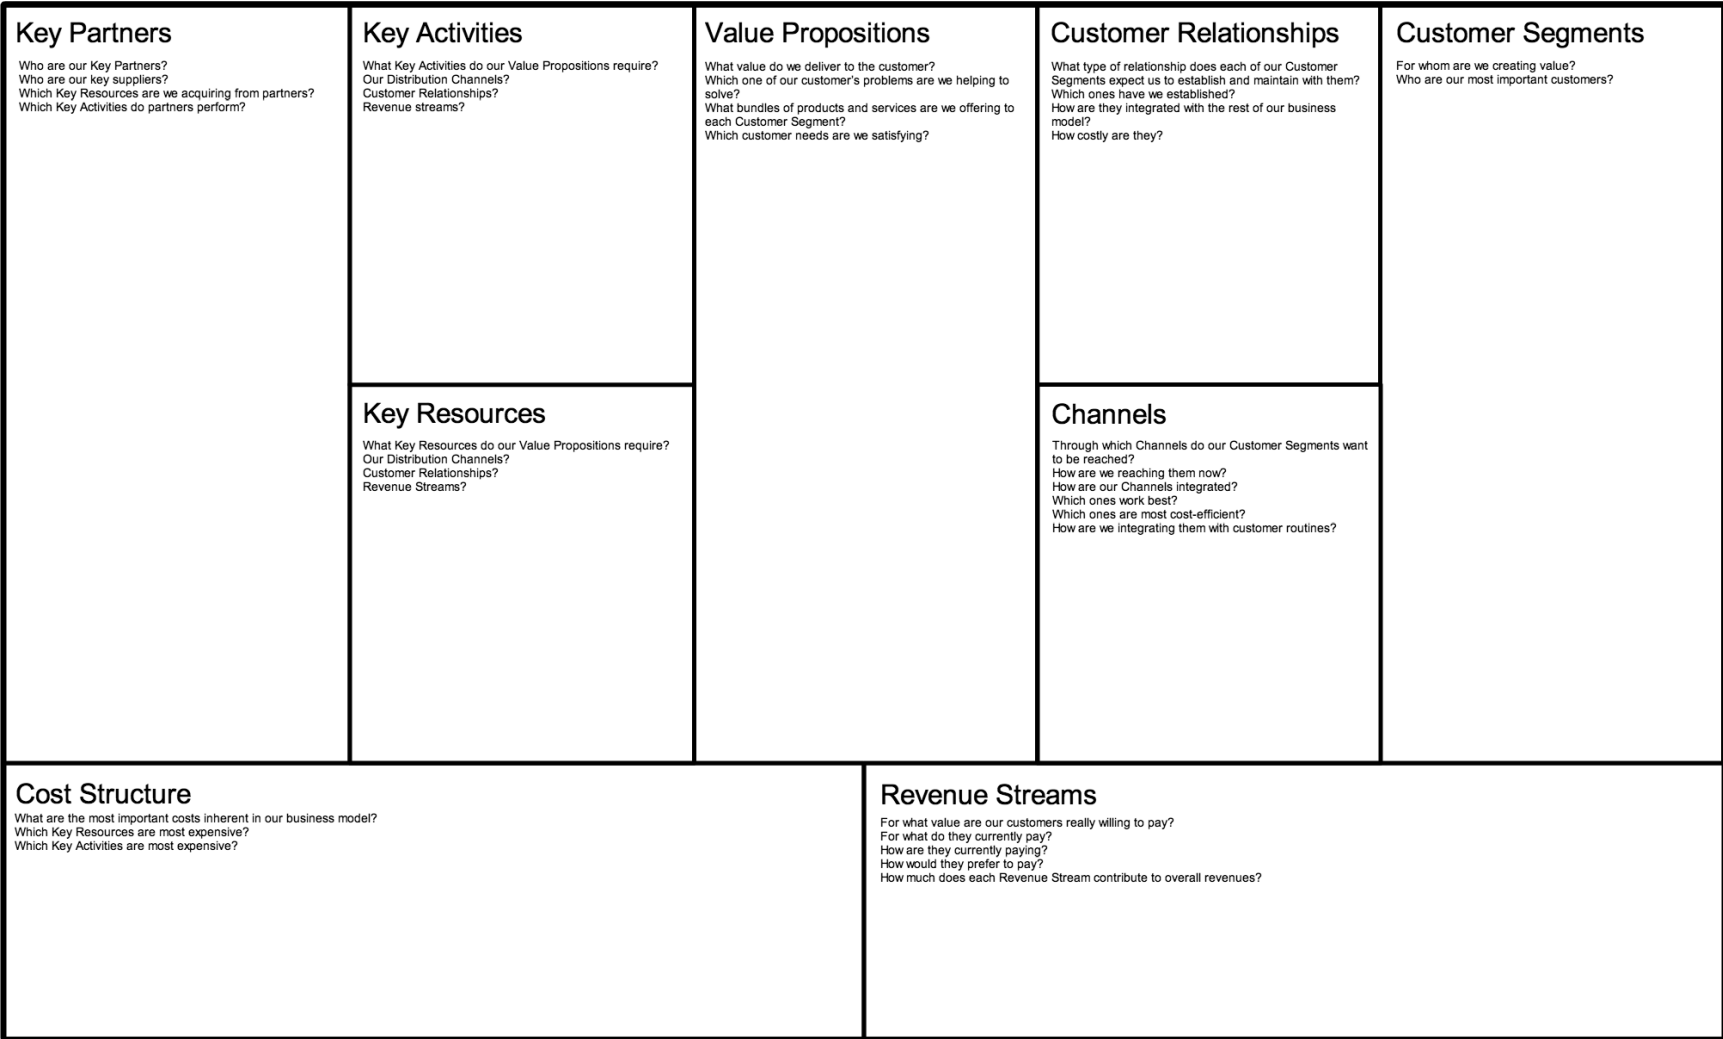 Key Partners
Who are our Key Partners?
Who are our key suppliers?
Which Key Resources are we acquiring from partners?
Which Key Activities do partners perform?
Key Activities
What Key Activities do our Value Propositions require?
Our Distribution Channels?
Customer Relationships?
Revenue streams?
Key Resources
What Key Resources do our Value Propositions require?
Our Distribution Channels?
Customer Relationships?
Revenue Streams?
Value Propositions
What value do we deliver to the customer?
Which one of our customer's problems are we helping to
solve?
What bundles of products and services are we offering to
each Customer Segment?
Which customer needs are we satisfying?
Customer Relationships
What type of relationship does each of our Customer
Segments expect us to establish and maintain with them?
Which ones have we established?
How are they integrated with the rest of our business
model?
How costly are they?
Channels
Through which Channels do our Customer Segments want
to be reached?
How are we reaching them now?
How are our Channels integrated?
Which ones work best?
Which ones are most cost-efficient?
How are we integrating them with customer routines?
Customer Segments
For whom are we creating value?
Who are our most important customers?
Cost Structure
What are the most important costs inherent in our business model?
Which Key Resources are most expensive?
Which Key Activities are most expensive?
Revenue Streams
For what value are our customers really willing to pay?
For what do they currently pay?
How are they currently paying?
How would they prefer to pay?
How much does each Revenue Stream contribute to overall revenues?